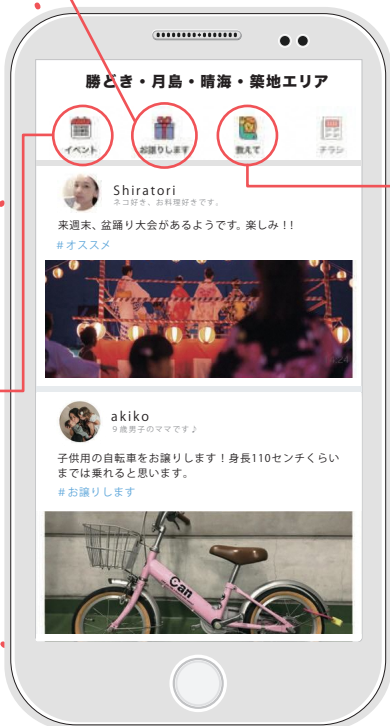 勝どき・月島・晴海・築地エリア
イベント
お譲りします
教えて
チラシ
Shiratori
ネコ好き、お料理好きです。
来週末、盆踊り大会があるようです。楽しみ!!
#オススメ
akiko
9歳男子のママです♪
子供用の自転車をお譲りします！身長110センチくらい
までは乗れると思います。
#お譲りします
Can